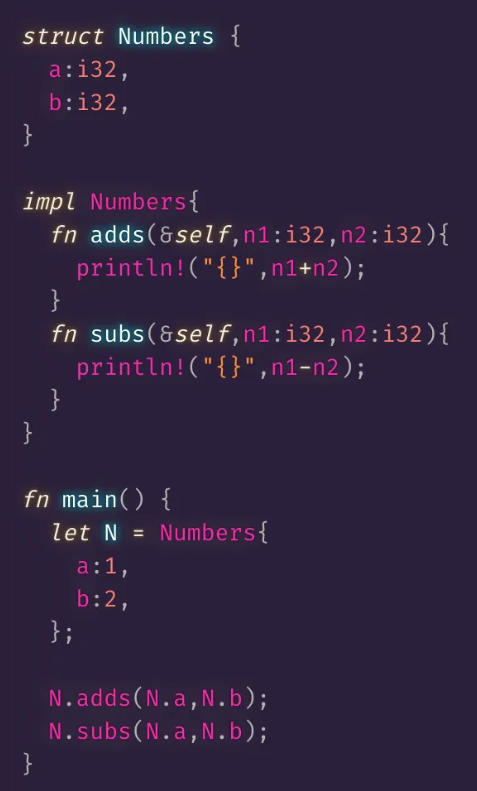 struct Numbers {
  a:i32,
  b:i32,
}

impl Numbers{
  fn adds(&self,n1:i32,n2:i32){
    println!("{}",n1+n2);
  }
  fn subs(&self,n1:i32,n2:i32){
    println!("{}",n1-n2);
  }
}

fn main() {
  let N = Numbers{
    a:1,
    b:2,
  };

  N.adds(N.a,N.b);
  N.subs(N.a,N.b);
}